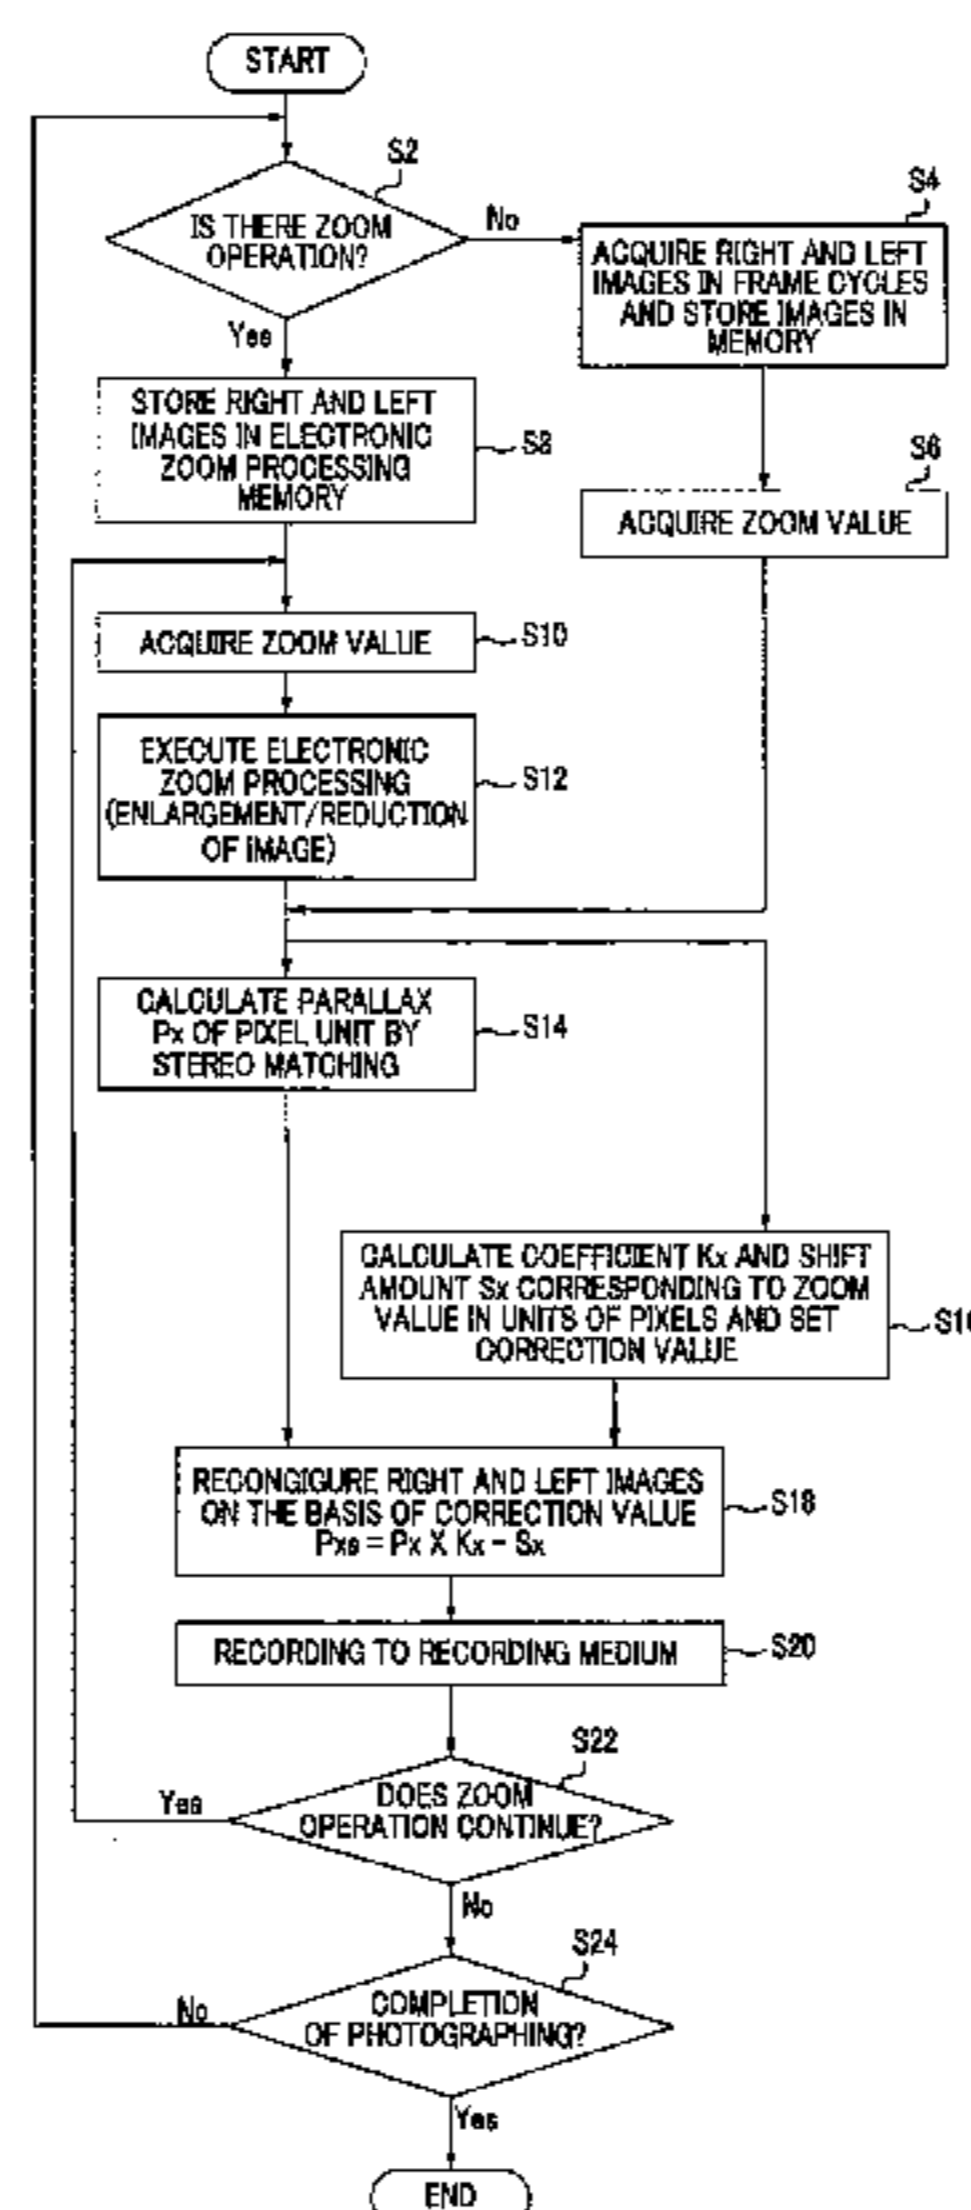 START
S2
IS THERE ZOOM
OPERATION?
No
Yes
S4
ACQUIRE RIGHT AND LEFT
IMAGES IN FRAME CYCLES
AND STORE IMAGES IN
MEMORY
S6
ACQUIRE ZOOM VALUE
STORE RIGHT AND LEFT
IMAGES IN ELECTRONIC
ZOOM PROCESSING
MEMORY
S8
ACQUIRE ZOOM VALUE
S10
EXECUTE ELECTRONIC
ZOOM PROCESSING
(ENLARGEMENT/REDUCTION
OF IMAGE)
S12
CALCULATE PARALLAX
Px OF PIXEL UNIT BY
STEREO MATCHING
S14
CALCULATE COEFFICIENT Kx AND SHIFT
AMOUNT Sx CORRESPONDING TO ZOOM
VALUE IN UNITS OF PIXELS AND SET
CORRECTION VALUE
S16
RECONGIGURE RIGHT AND LEFT IMAGES
ON THE BASIS OF CORRECTION VALUE
Pxs = Px X Kx - Sx
S18
RECORDING TO RECORDING MEDIUM
S20
S22
DOES ZOOM
OPERATION CONTINUE?
Yes
No
S24
COMPLETION
OF PHOTOGRAPHING?
No
Yes
END